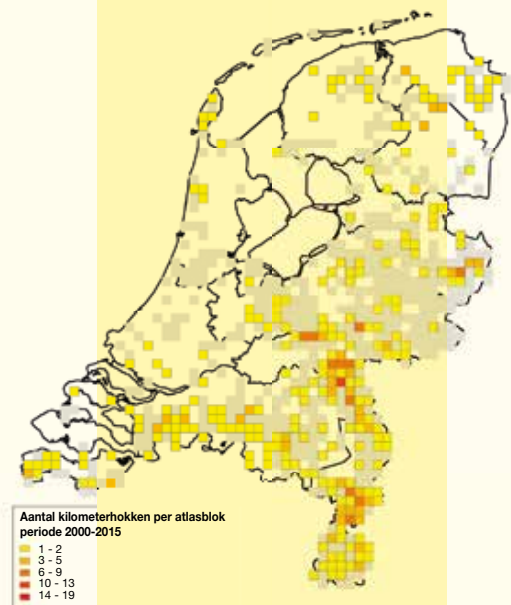 Aantal kilometerhokken per atlasblok
periode 2000-2015
1 - 2
3 - 5
6 - 9
10 - 13
14 - 19